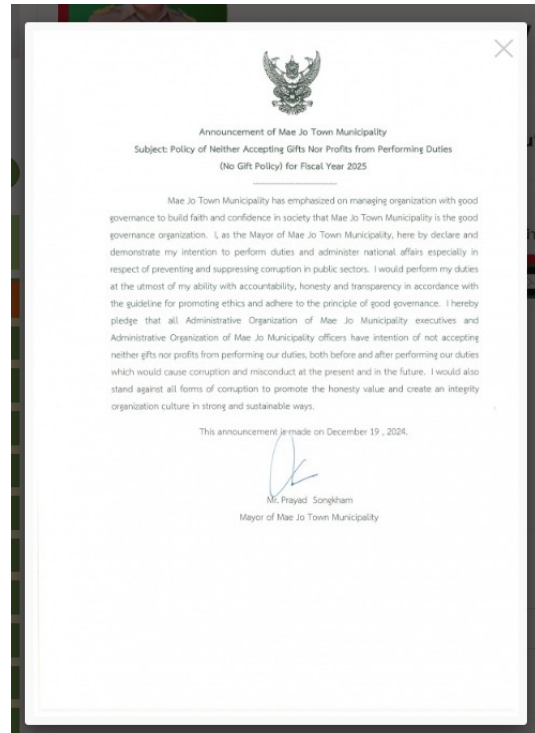 Announcement of Mae Jo Town Municipality
Subject: Policy of Neither Accepting Gifts Nor Profits from Performing Duties
(No Gift Policy) for Fiscal Year 2025
Mae Jo Town Municipality has emphasized on managing organization with good
governance to build faith and confidence in society that Mae Jo Town Municipality is the good
governance organization. I, as the Mayor of Mae Jo Town Municipality, here by declare and
demonstrate my intention to perform duties and administer national affairs especially in
respect of preventing and suppressing corruption in public sectors. I would perform my duties
at the utmost of my ability with accountability, honesty and transparency in accordance with
the guideline for promoting ethics and adhere to the principle of good governance. I hereby
pledge that all Administrative Organization of Mae Jo Municipality executives and
Administrative Organization of Mae Jo Municipality officers have intention of not accepting
neither gifts nor profits from performing our duties, both before and after performing our duties
which would cause corruption and misconduct at the present and in the future. I would also
stand against all forms of corruption to promote the honesty value and create an integrity
organization culture in strong and sustainable ways.
This announcement is made on December 19 , 2024.
Mr. Prayad Songkham
Mayor of Mae Jo Town Municipality